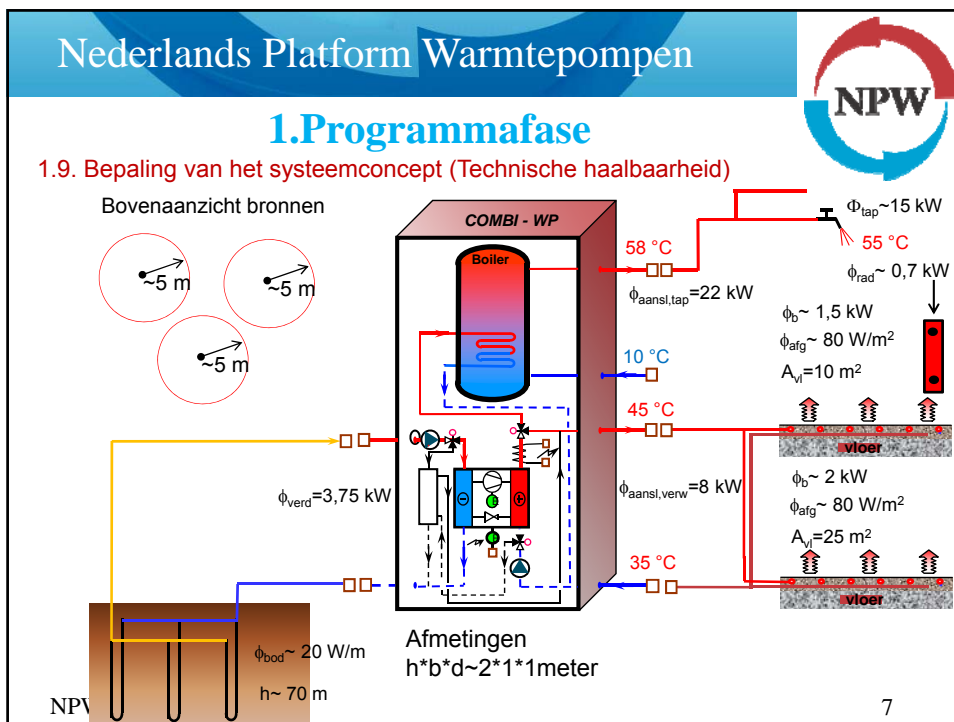 Nederlands Platform Warmtepompen
NPW
1.Programmafase
1.9. Bepaling van het systeemconcept (Technische haalbaarheid)
Bovenaanzicht bronnen
~5 m
~5 m
~5 m
COMBI - WP
Boiler
58 °C
ϕaansl,tap=22 kW
10 °C
45 °C
ϕverd=3,75 kW
ϕaansl,verw=8 kW
35 °C
Φtap~15 kW
55 °C
ϕrad~ 0,7 kW
ϕb~ 1,5 kW
ϕafg~ 80 W/m²
Avl=10 m²
vloer
ϕb~ 2 kW
ϕafg~ 80 W/m²
Avl=25 m²
vloer
ϕbod~ 20 W/m
h~ 70 m
Afmetingen
h*b*d~2*1*1meter
NPW
7